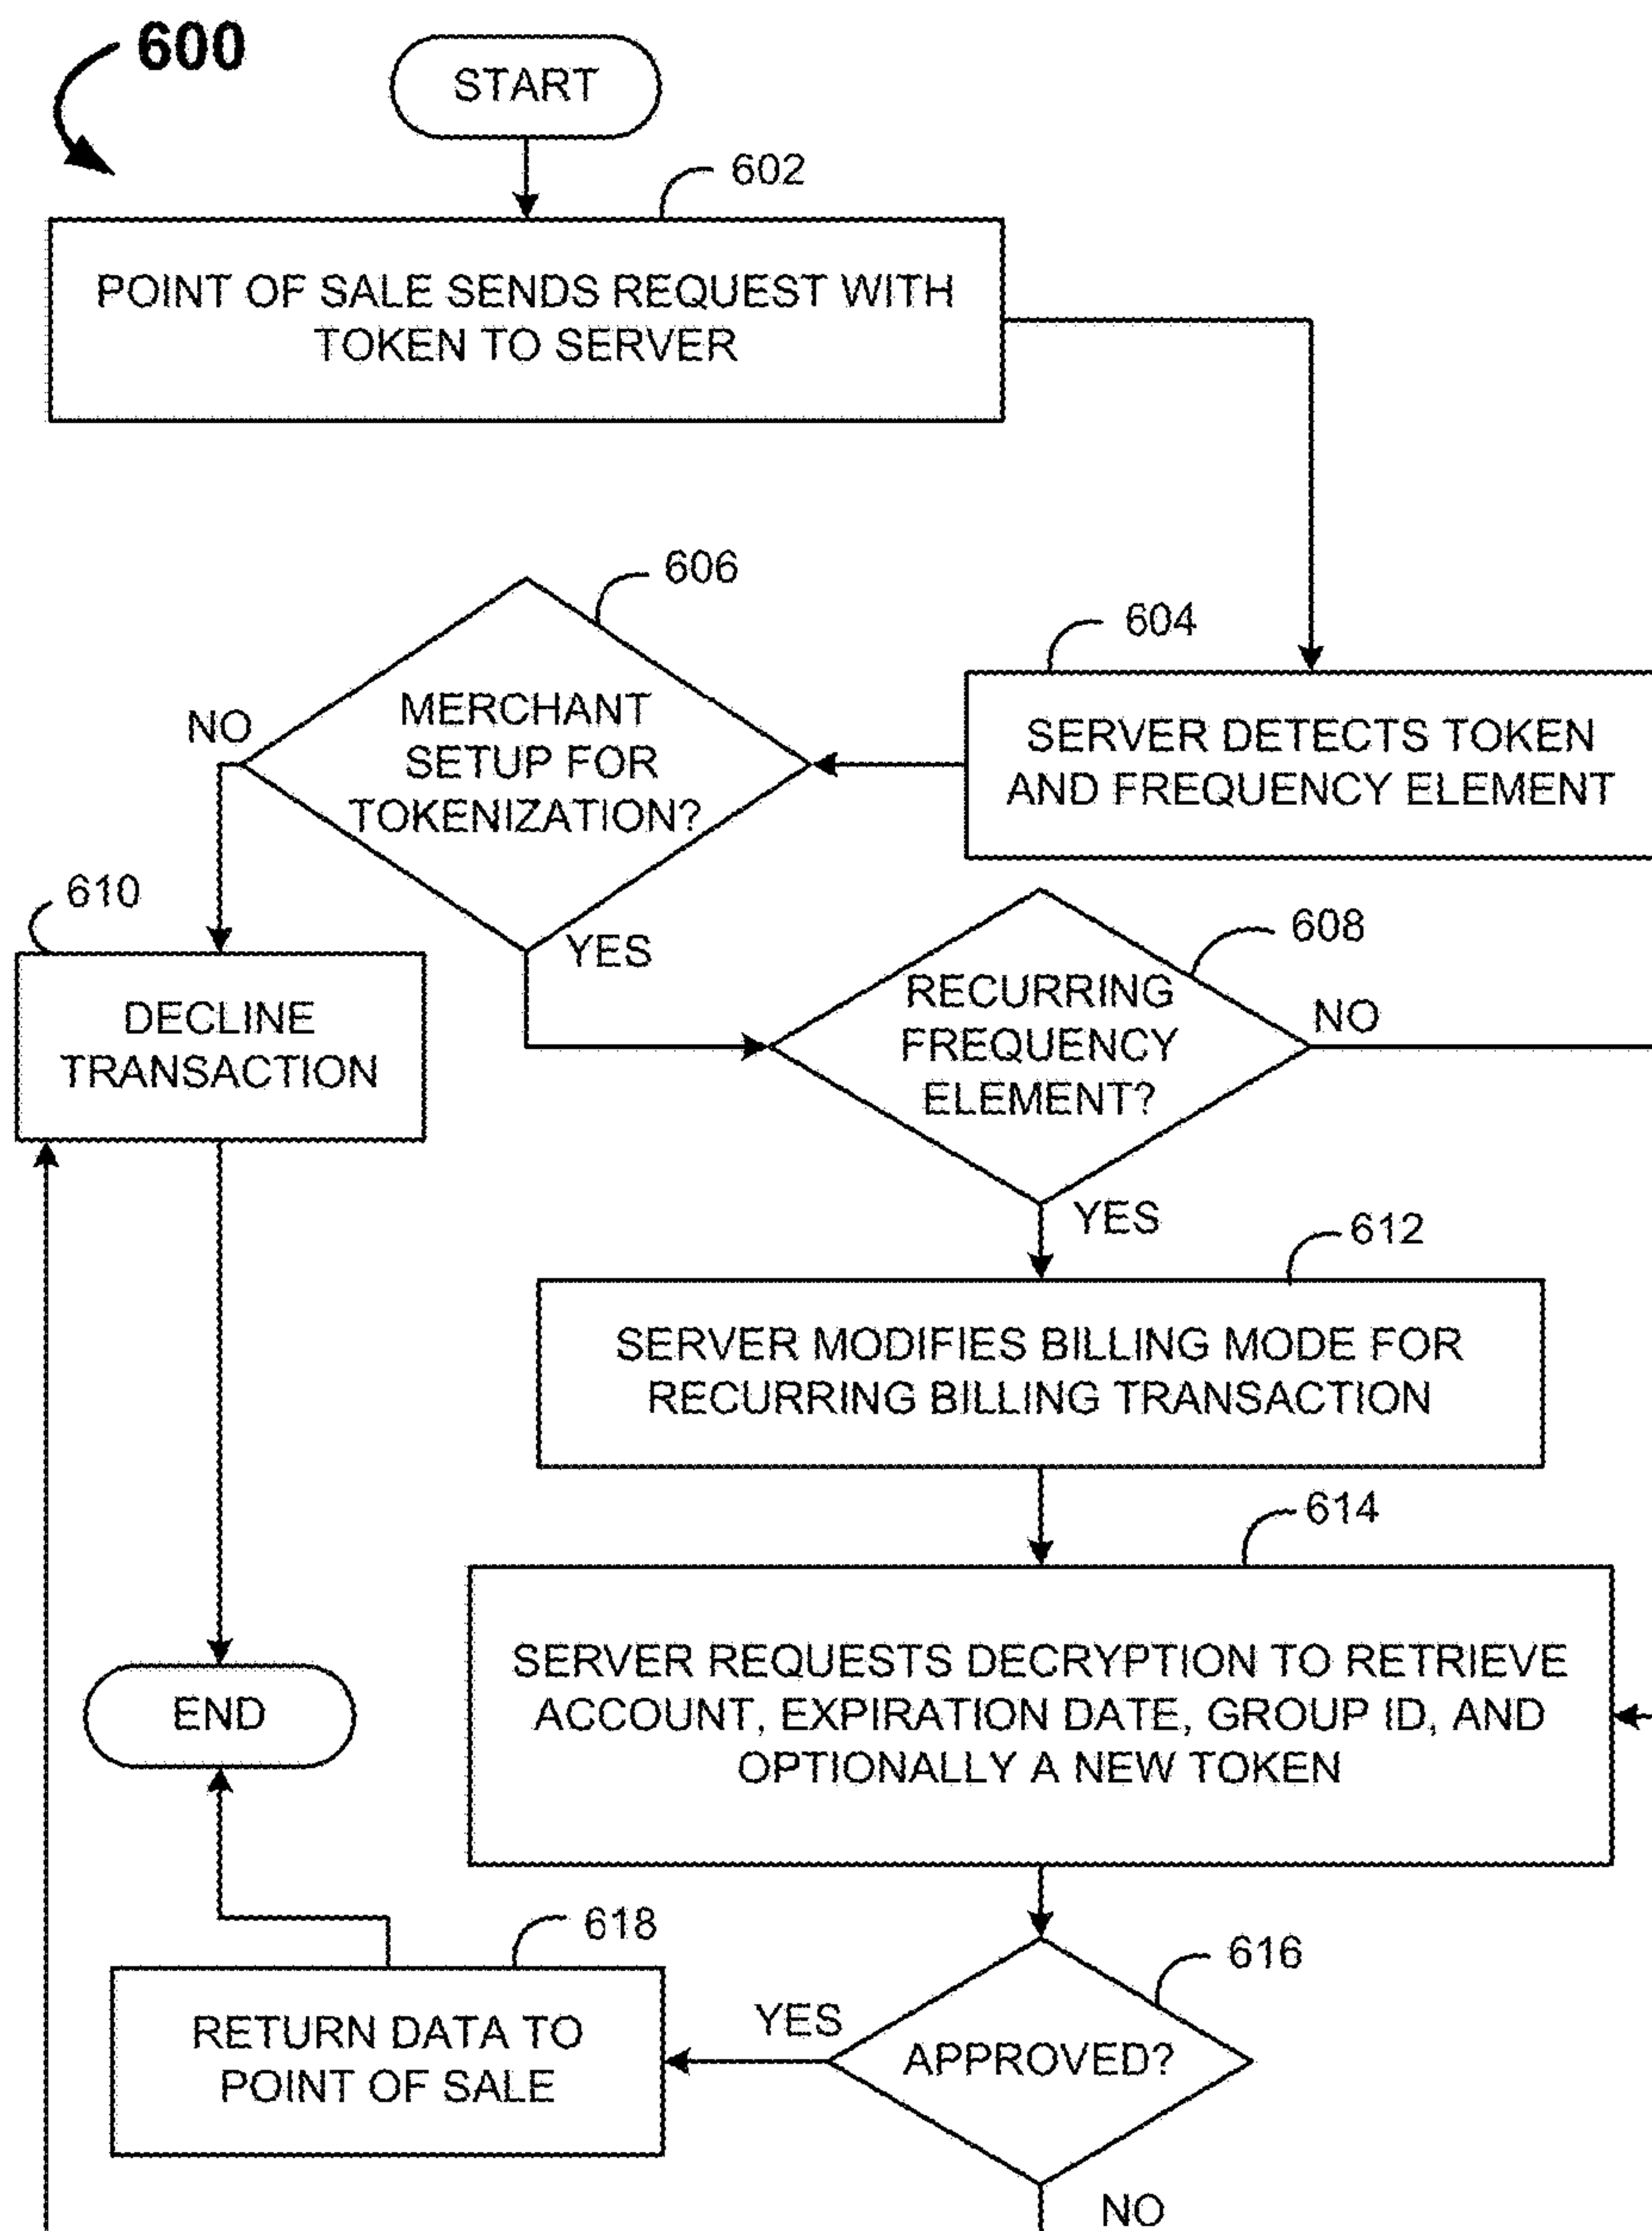 600
START
602
POINT OF SALE SENDS REQUEST WITH
TOKEN TO SERVER
606
604
MERCHANT
SETUP FOR
TOKENIZATION?
NO
SERVER DETECTS TOKEN
AND FREQUENCY ELEMENT
610
YES
608
DECLINE
TRANSACTION
RECURRING
FREQUENCY
ELEMENT?
NO
YES
612
SERVER MODIFIES BILLING MODE FOR
RECURRING BILLING TRANSACTION
614
SERVER REQUESTS DECRYPTION TO RETRIEVE
ACCOUNT, EXPIRATION DATE, GROUP ID, AND
OPTIONALLY A NEW TOKEN
END
618
616
RETURN DATA TO
POINT OF SALE
YES
APPROVED?
NO